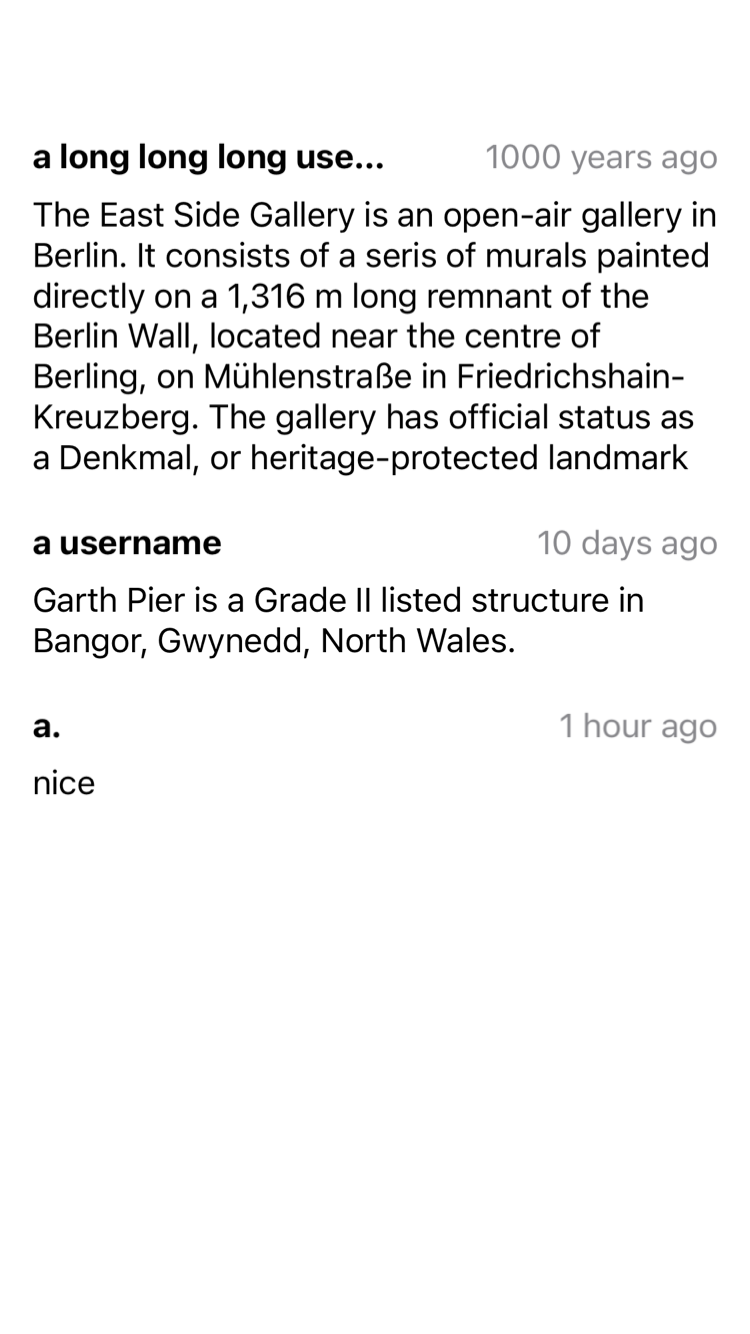 a long long long use... 1000 years ago
The East Side Gallery is an open-air gallery in
Berlin. It consists of a seris of murals painted
directly on a 1,316 m long remnant of the
Berlin Wall, located near the centre of
Berling, on Mühlenstraße in Friedrichshain-
Kreuzberg. The gallery has official status as
a Denkmal, or heritage-protected landmark
a username 10 days ago
Garth Pier is a Grade II listed structure in
Bangor, Gwynedd, North Wales.
a. 1 hour ago
nice